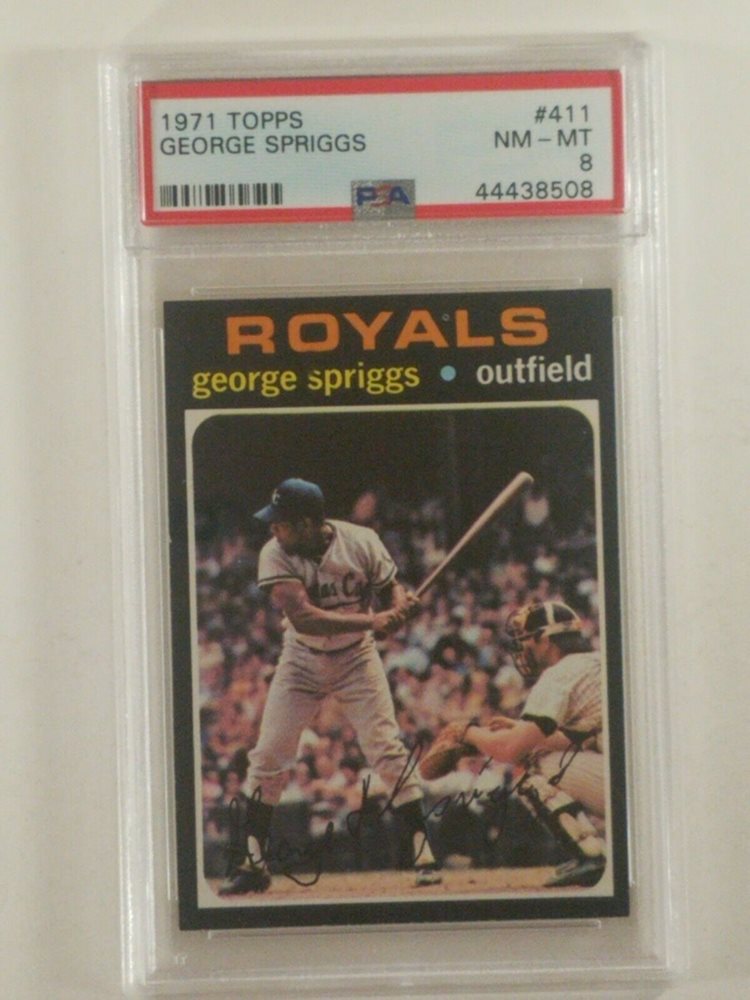 1971 TOPPS #411
GEORGE SPRIGGS NM - MT
8
PSA 44438508
ROYALS
george spriggs • outfield